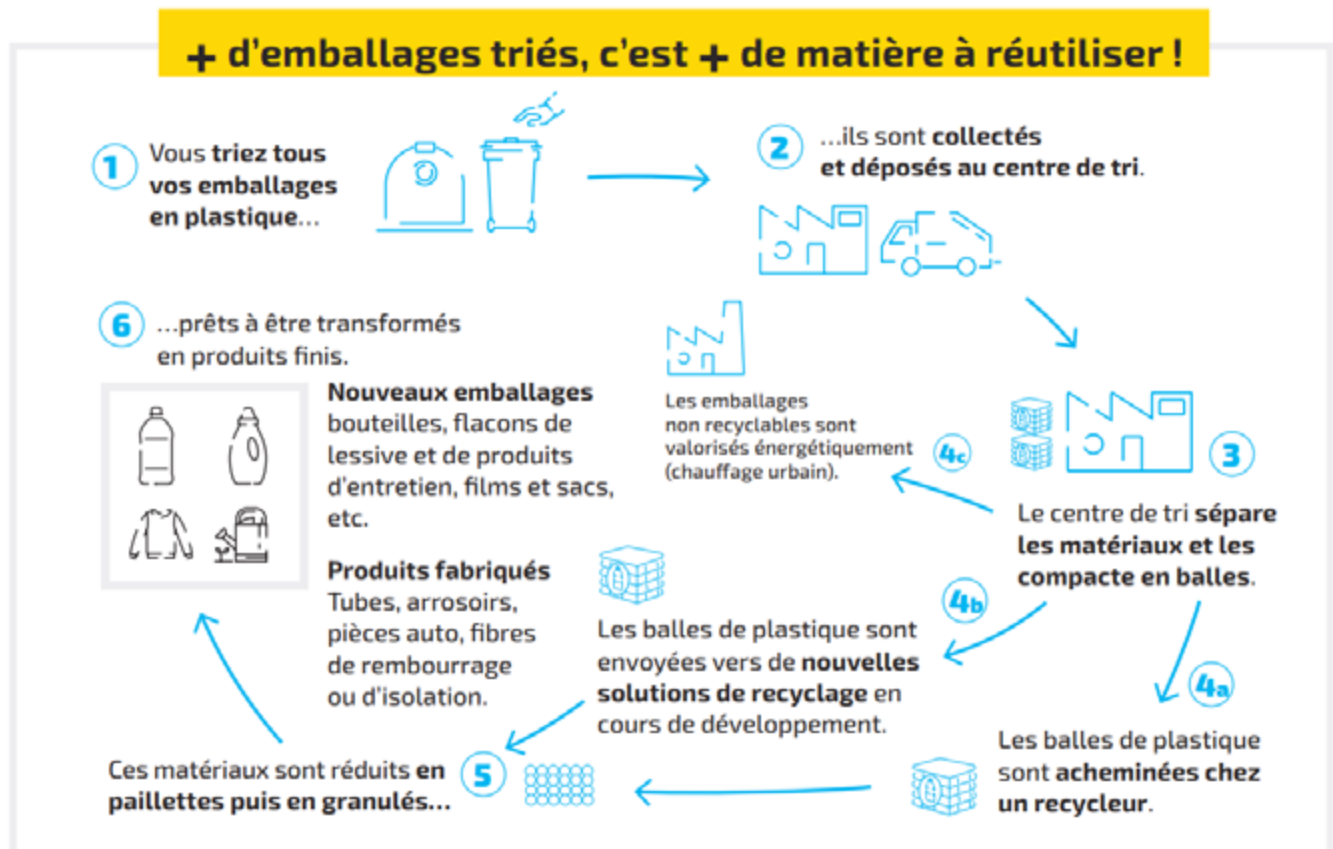 + d'emballages triés, c'est + de matière à réutiliser !
1
Vous triez tous
vos emballages
en plastique...
2
...ils sont collectés
et déposés au centre de tri.
3
Le centre de tri sépare
les matériaux et les
compacte en balles.
4c
Les emballages
non recyclables sont
valorisés énergétiquement
(chauffage urbain).
4b
Les balles de plastique sont
envoyées vers de nouvelles
solutions de recyclage en
cours de développement.
4a
Les balles de plastique
sont acheminées chez
un recycleur.
5
Ces matériaux sont réduits en
paillettes puis en granulés...
6
...prêts à être transformés
en produits finis.
Nouveaux emballages
bouteilles, flacons de
lessive et de produits
d'entretien, films et sacs,
etc.
Produits fabriqués
Tubes, arrosoirs,
pièces auto, fibres
de rembourrage
ou d'isolation.